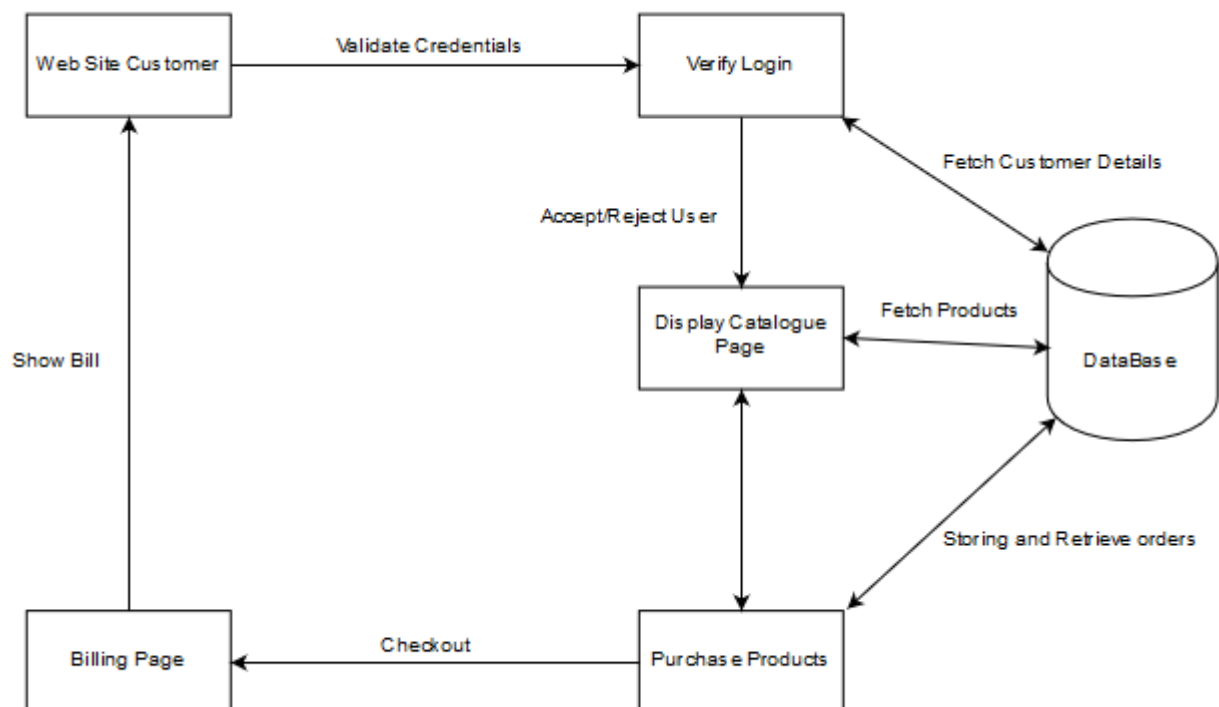 Validate Credentials
Web Site Customer
Verify Login
Fetch Customer Details
Accept/Reject User
Fetch Products
Display Catalogue
Page
Show Bill
DataBase
Storing and Retrieve orders
Checkout
Billing Page
Purchase Products